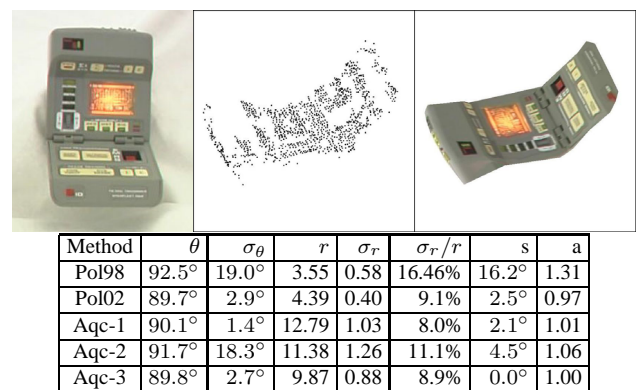 Method θ σθ r σr σr/r s a
Pol98 92.5° 19.0° 3.55 0.58 16.46% 16.2° 1.31
Pol02 89.7° 2.9° 4.39 0.40 9.1% 2.5° 0.97
Aqc-1 90.1° 1.4° 12.79 1.03 8.0% 2.1° 1.01
Aqc-2 91.7° 18.3° 11.38 1.26 11.1% 4.5° 1.06
Aqc-3 89.8° 2.7° 9.87 0.88 8.9% 0.0° 1.00